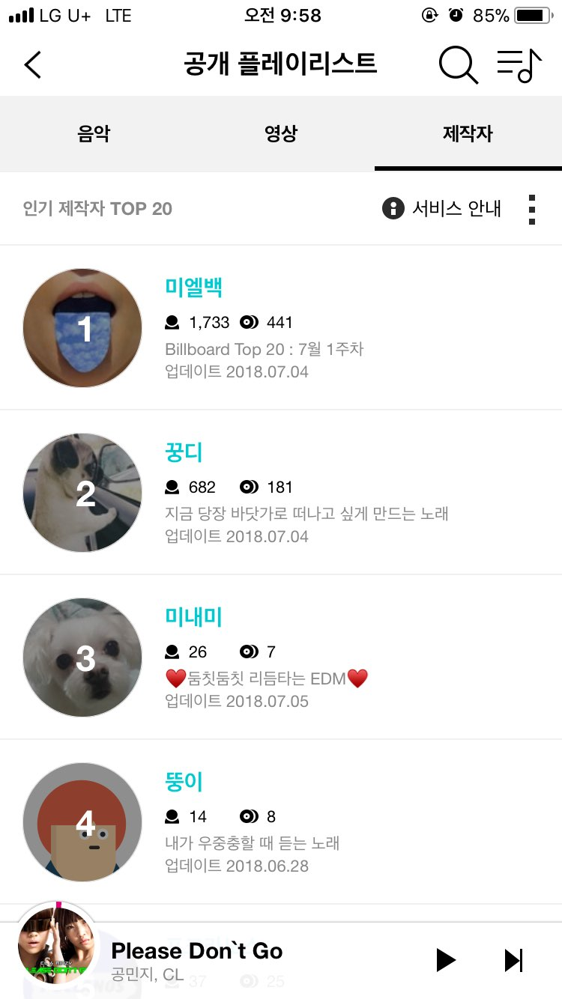 LG U+ LTE 오전 9:58 85%
공개 플레이리스트
음악 영상 제작자
인기 제작자 TOP 20 서비스 안내
1
미엘백
1,733 441
Billboard Top 20 : 7월 1주차
업데이트 2018.07.04
2
꿍디
682 181
지금 당장 바닷가로 떠나고 싶게 만드는 노래
업데이트 2018.07.04
3
미내미
26 7
♥둠칫둠칫 리듬타는 EDM♥
업데이트 2018.07.05
4
뚱이
14 8
내가 우중충할 때 듣는 노래
업데이트 2018.06.28
Please Don`t Go
공민지, CL
5
37 25